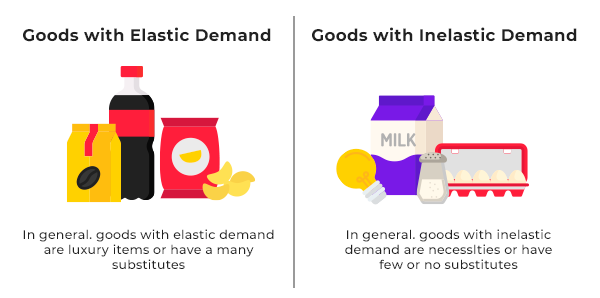 Goods with Elastic Demand
In general. goods with elastic demand
are luxury items or have a many
substitutes
Goods with Inelastic Demand
MILK
In general. goods with inelastic
demand are necesslties or have
few or no substitutes